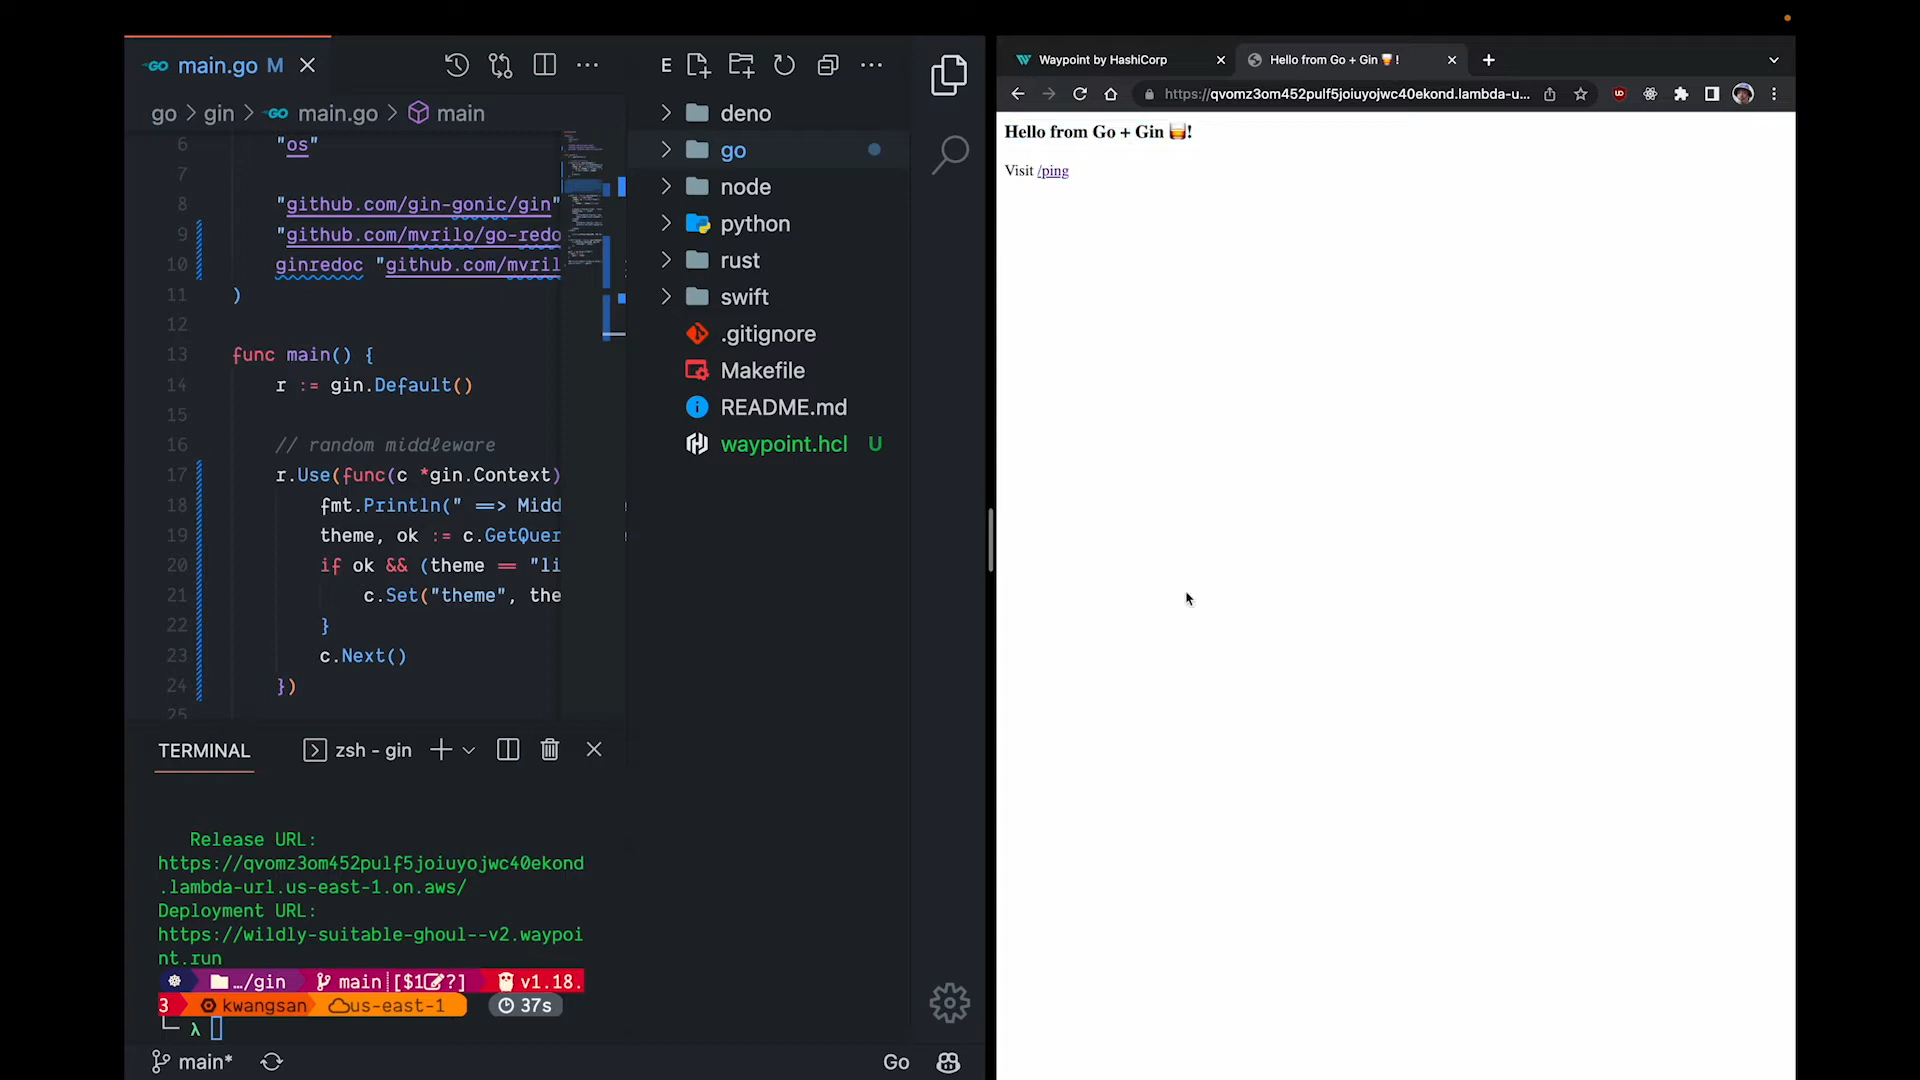 main.go M
go > gin > main.go > main
6 "os"
7
8 "github.com/gin-gonic/gin"
9 "github.com/mvrilo/go-redo
10 ginredoc "github.com/mvril
11 )
12
13 func main() {
14 r := gin.Default()
15
16 // random middleware
17 r.Use(func(c *gin.Context)
18 fmt.Println(" ==> Midd
19 theme, ok := c.GetQuer
20 if ok && (theme == "li
21 c.Set("theme", the
22 }
23 c.Next()
24 })
25
TERMINAL
zsh - gin
Release URL:
https://qvomz3om452pulf5joiuyojwc40ekond
.lambda-url.us-east-1.on.aws/
Deployment URL:
https://wildly-suitable-ghoul--v2.waypoi
nt.run
…/gin main [$1📝?] v1.18.
3 kwangsan us-east-1 37s
λ
main*
Go
E
deno
go
node
python
rust
swift
.gitignore
Makefile
README.md
waypoint.hcl U
Waypoint by HashiCorp
Hello from Go + Gin 🥃!
https://qvomz3om452pulf5joiuyojwc40ekond.lambda-u...
Hello from Go + Gin 🥃!
Visit /ping